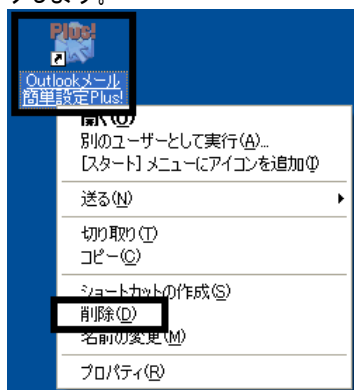 クします。
Plus!
Outlookメール
簡単設定Plus!
開く(O)
別のユーザーとして実行(A)...
[スタート] メニューにアイコンを追加(I)
送る(N)
切り取り(T)
コピー(C)
ショートカットの作成(S)
削除(D)
名前の変更(M)
プロパティ(R)